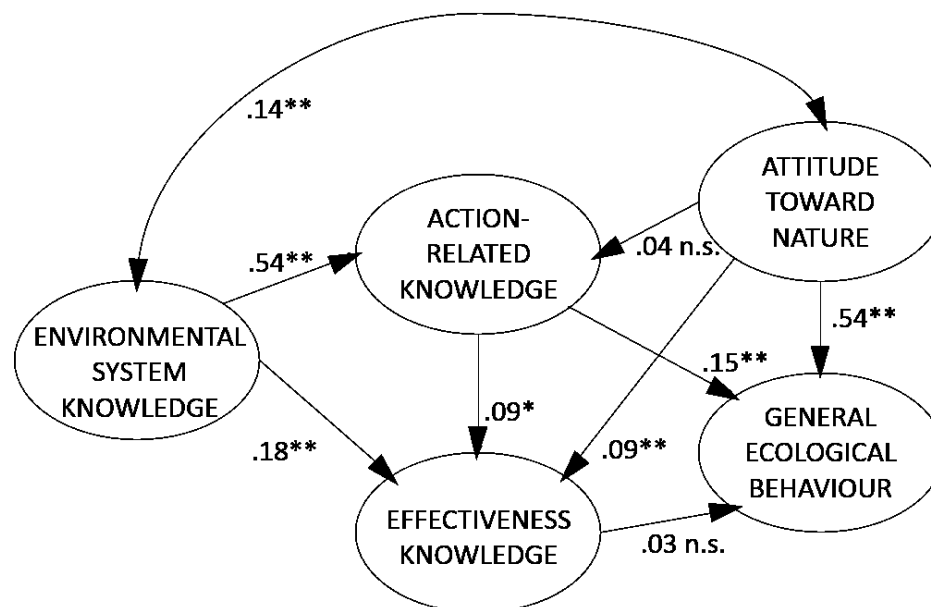 .14**
ATTITUDE
TOWARD
NATURE
ACTION-
RELATED
KNOWLEDGE
.04 n.s.
.54**
ENVIRONMENTAL
SYSTEM
KNOWLEDGE
.54**
.15**
.09*
.18**
.09**
GENERAL
ECOLOGICAL
BEHAVIOUR
EFFECTIVENESS
KNOWLEDGE
.03 n.s.